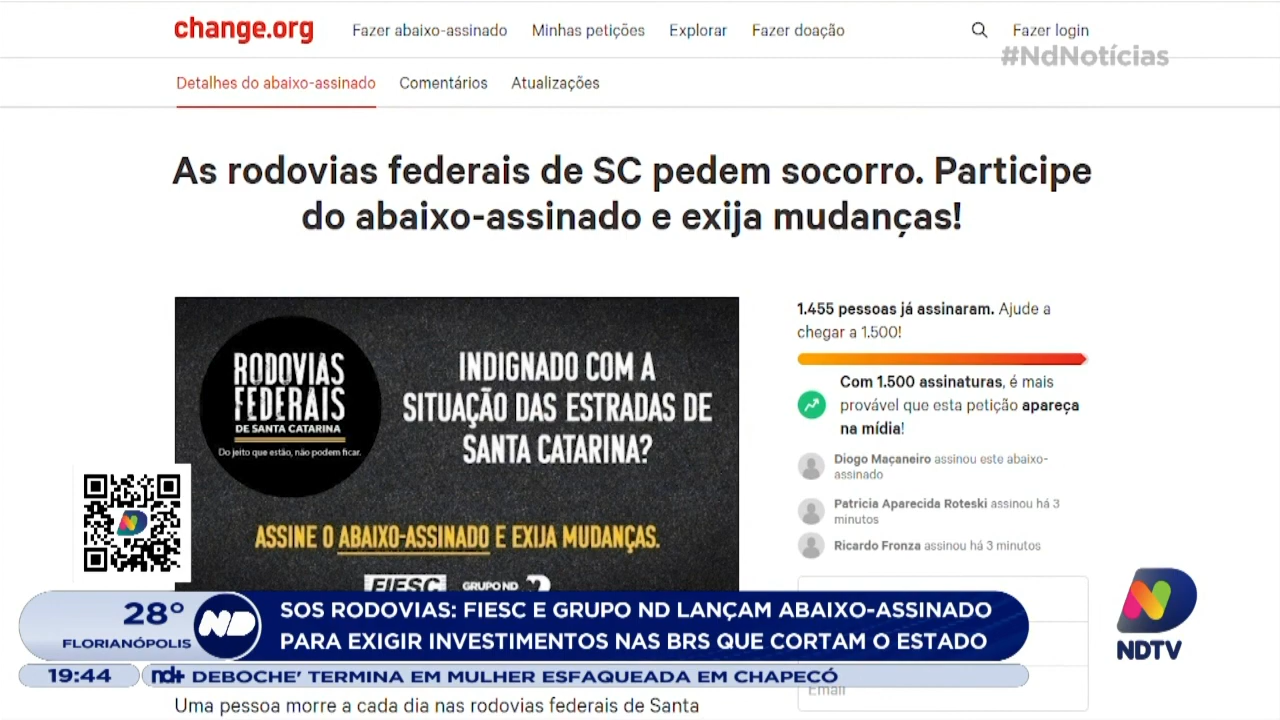 change.org
Fazer abaixo-assinado Minhas petições Explorar Fazer doação Fazer login
#NdNotícias
Detalhes do abaixo-assinado Comentários Atualizações
As rodovias federais de SC pedem socorro. Participe
do abaixo-assinado e exija mudanças!
RODOVIAS
FEDERAIS
DE SANTA CATARINA
Do jeito que estão, não podem ficar.
INDIGNADO COM A
SITUAÇÃO DAS ESTRADAS DE
SANTA CATARINA?
ASSINE O ABAIXO-ASSINADO E EXIJA MUDANÇAS.
FIESC GRUPO ND
1.455 pessoas já assinaram. Ajude a
chegar a 1.500!
Com 1.500 assinaturas, é mais
provável que esta petição apareça
na mídia!
Diogo Maçaneiro assinou este abaixo-
assinado
Patricia Aparecida Roteski assinou há 3
minutos
Ricardo Fronza assinou há 3 minutos
28°
FLORIANÓPOLIS
ND
SOS RODOVIAS: FIESC E GRUPO ND LANÇAM ABAIXO-ASSINADO
PARA EXIGIR INVESTIMENTOS NAS BRS QUE CORTAM O ESTADO
NDTV
19:44
nd+ DEBOCHE' TERMINA EM MULHER ESFAQUEADA EM CHAPECÓ
Email
Uma pessoa morre a cada dia nas rodovias federais de Santa